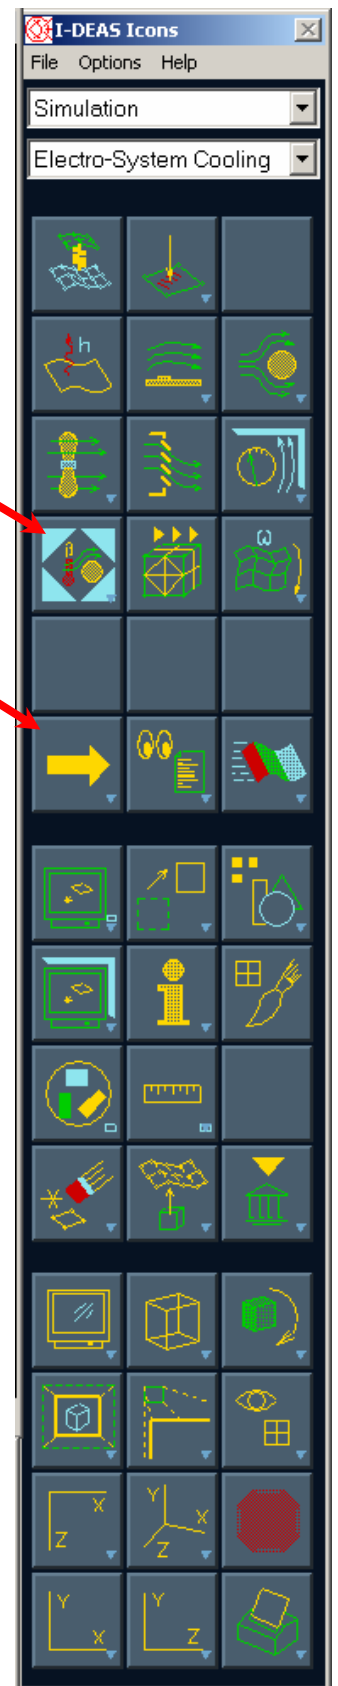 I-DEAS Icons
File Options Help
Simulation
Electro-System Cooling
h
ω
X
Z
Y
X
Z
Y
X
Y
Z